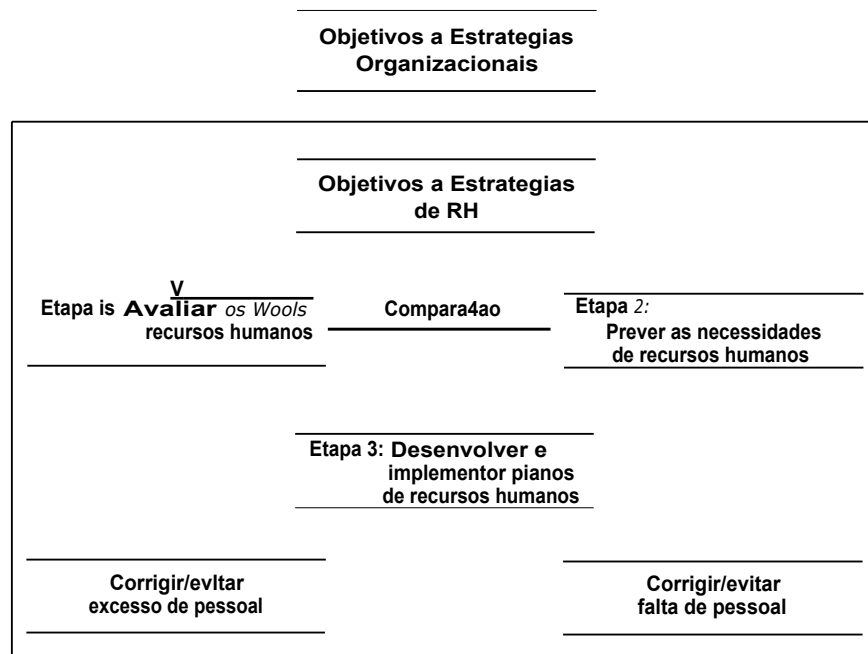 Objetivos a Estrategias
Organizacionais
Objetivos a Estrategias
de RH
V
Etapa is Avaliar os Wools
recursos humanos
Compara4ao
Etapa 2:
Prever as necessidades
de recursos humanos
Etapa 3: Desenvolver e
implementor pianos
de recursos humanos
Corrigir/evltar
excesso de pessoal
Corrigir/evitar
falta de pessoal